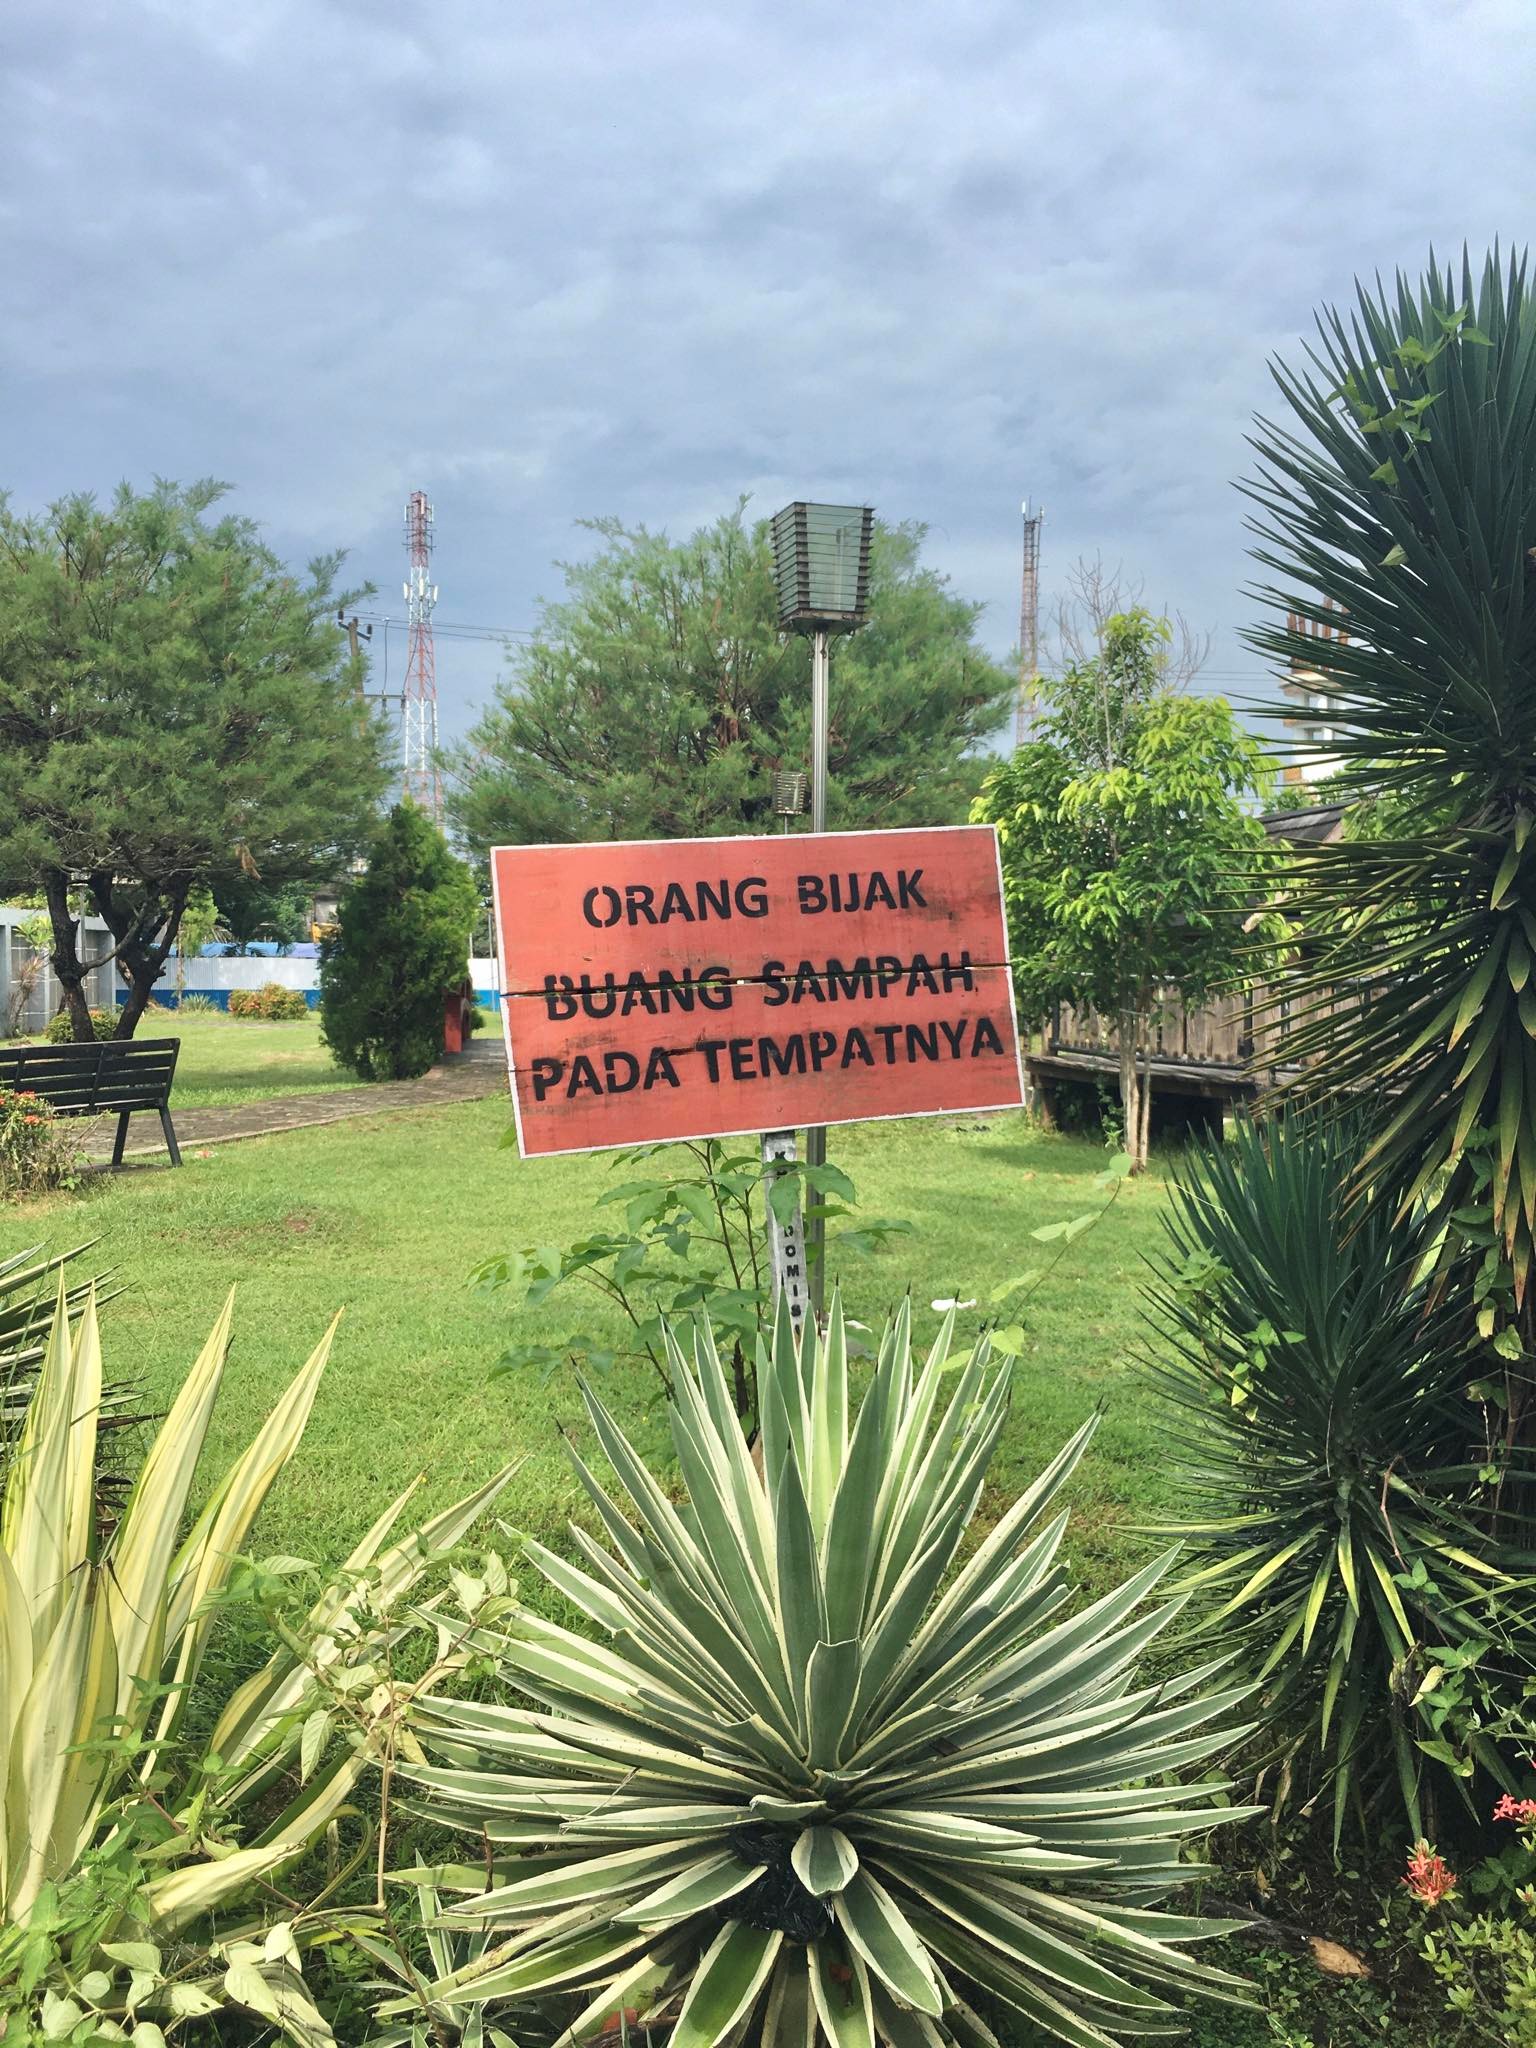 ORANG BIJAK
BUANG SAMPAH
PADA TEMPATNYA